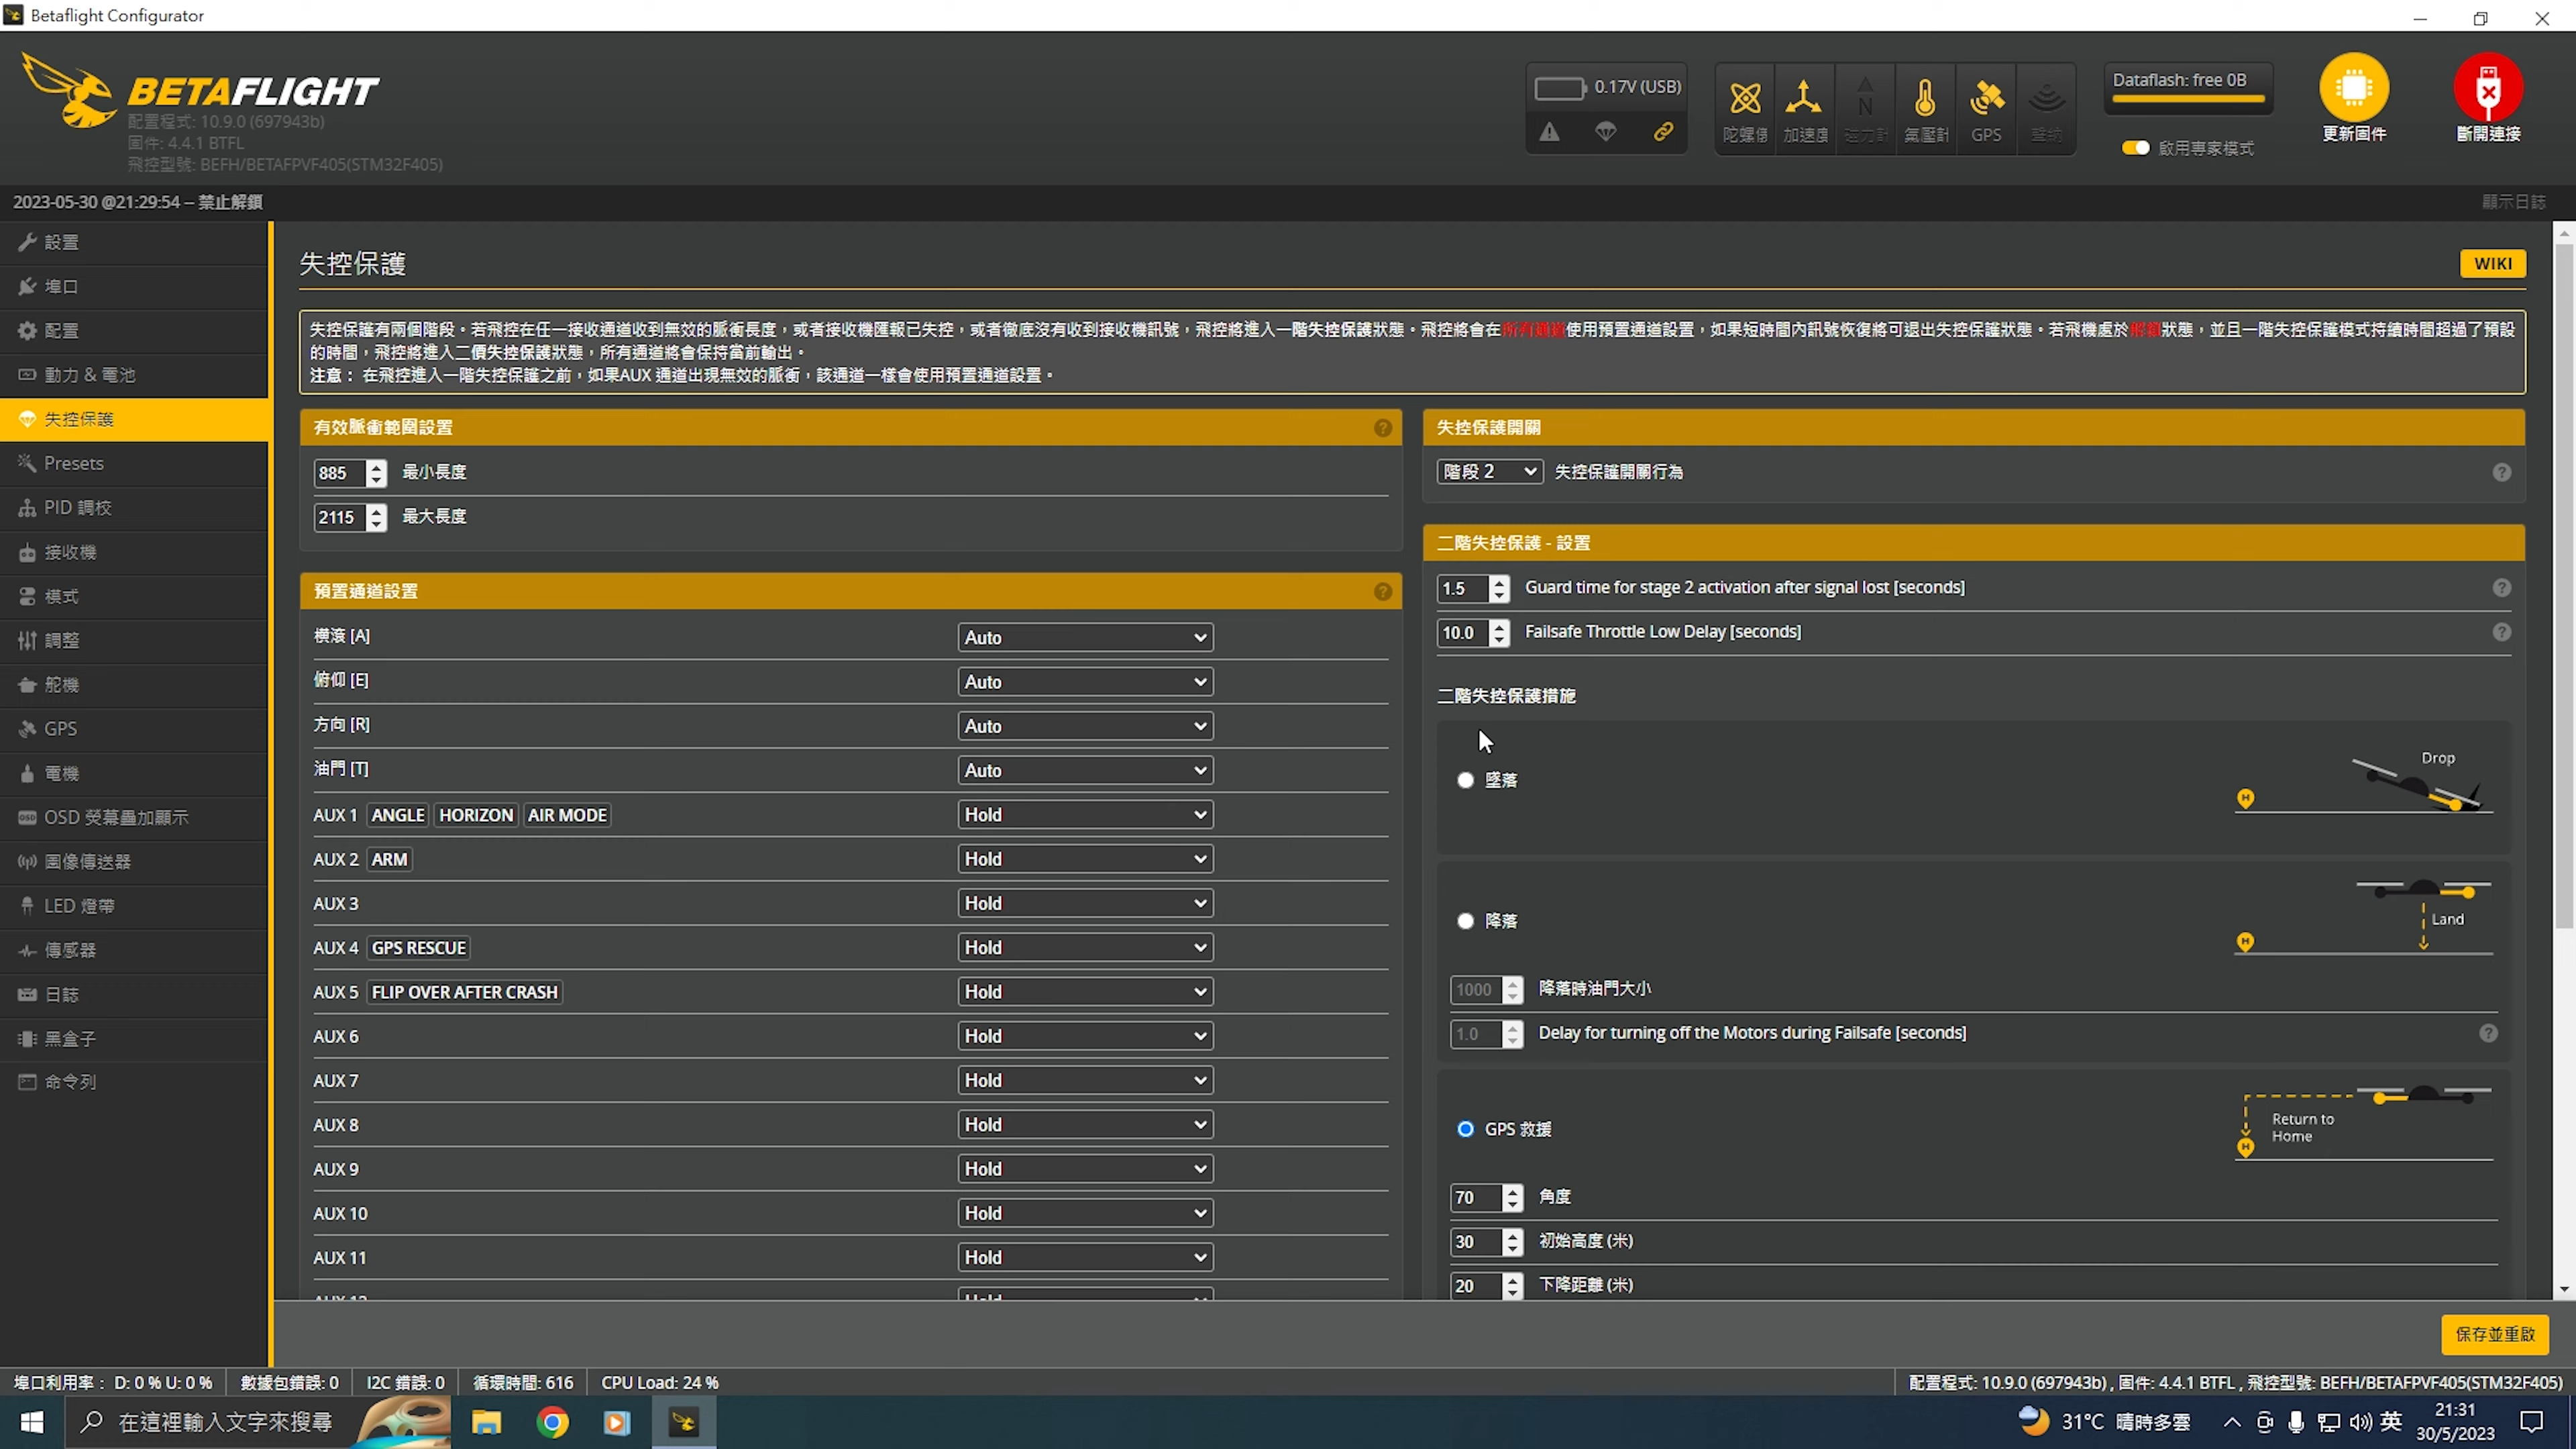 Betaflight Configurator
BETAFLIGHT
配置程式: 10.9.0 (697943b)
固件: 4.4.1 BTFL
飛控型號: BEFH/BETAFPVF405(STM32F405)
0.17V (USB)
加速度
氣壓計
GPS
Dataflash: free 0B
啟用專家模式
更新固件
斷開連接
2023-05-30 @21:29:54 -- 禁止解鎖
顯示日誌
設置
埠口
配置
動力 & 電池
失控保護
Presets
PID 調校
接收機
模式
調整
舵機
GPS
電機
OSD 熒幕疊加顯示
圖像傳送器
LED 燈帶
傳感器
日誌
黑盒子
命令列
失控保護
WIKI
失控保護有兩個階段。若飛控在任一接收通道收到無效的脈衝長度，或者接收機匯報已失控，或者徹底沒有收到接收機訊號，飛控將進入一階失控保護狀態。飛控將會在所有通道使用預置通道設置，如果短時間內訊號恢復將可退出失控保護狀態。若飛機處於解鎖狀態，並且一階失控保護模式持續時間超過了預設
的時間，飛控將進入二價失控保護狀態，所有通道將會保持當前輸出。
注意： 在飛控進入一階失控保護之前，如果AUX 通道出現無效的脈衝，該通道一樣會使用預置通道設置。
有效脈衝範圍設置
885 最小長度
2115 最大長度
預置通道設置
橫滾 [A] Auto
俯仰 [E] Auto
方向 [R] Auto
油門 [T] Auto
AUX 1 ANGLE HORIZON AIR MODE Hold
AUX 2 ARM Hold
AUX 3 Hold
AUX 4 GPS RESCUE Hold
AUX 5 FLIP OVER AFTER CRASH Hold
AUX 6 Hold
AUX 7 Hold
AUX 8 Hold
AUX 9 Hold
AUX 10 Hold
AUX 11 Hold
失控保護開關
階段 2 失控保護開關行為
二階失控保護 - 設置
1.5 Guard time for stage 2 activation after signal lost [seconds]
10.0 Failsafe Throttle Low Delay [seconds]
二階失控保護措施
墜落
Drop
降落
Land
1000 降落時油門大小
1.0 Delay for turning off the Motors during Failsafe [seconds]
GPS 救援
Return to
Home
70 角度
30 初始高度 (米)
20 下降距離 (米)
保存並重啟
埠口利用率： D: 0 % U: 0 % 數據包錯誤: 0 I2C 錯誤: 0 循環時間: 616 CPU Load: 24 %
配置程式: 10.9.0 (697943b) , 固件: 4.4.1 BTFL , 飛控型號: BEFH/BETAFPVF405(STM32F405)
在這裡輸入文字來搜尋
31°C 晴時多雲
英
21:31
30/5/2023